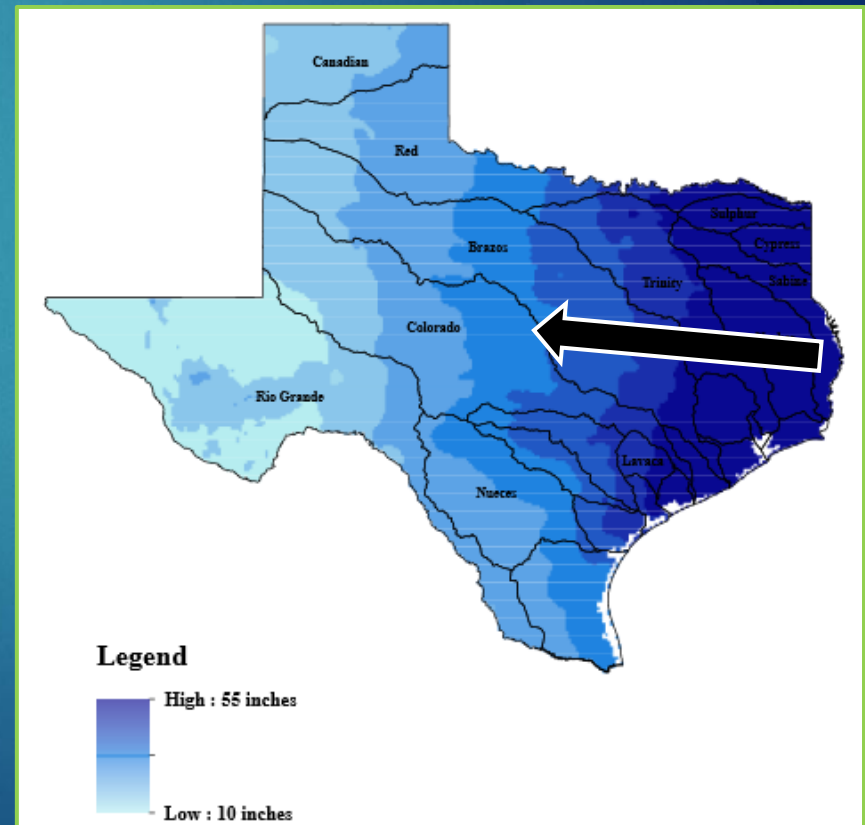 Canadian
Red
Sulphur
Cypress
Brazos
Trinity
Sabine
Colorado
Rio Grande
Lavaca
Nueces
Legend
High : 55 inches
Low : 10 inches